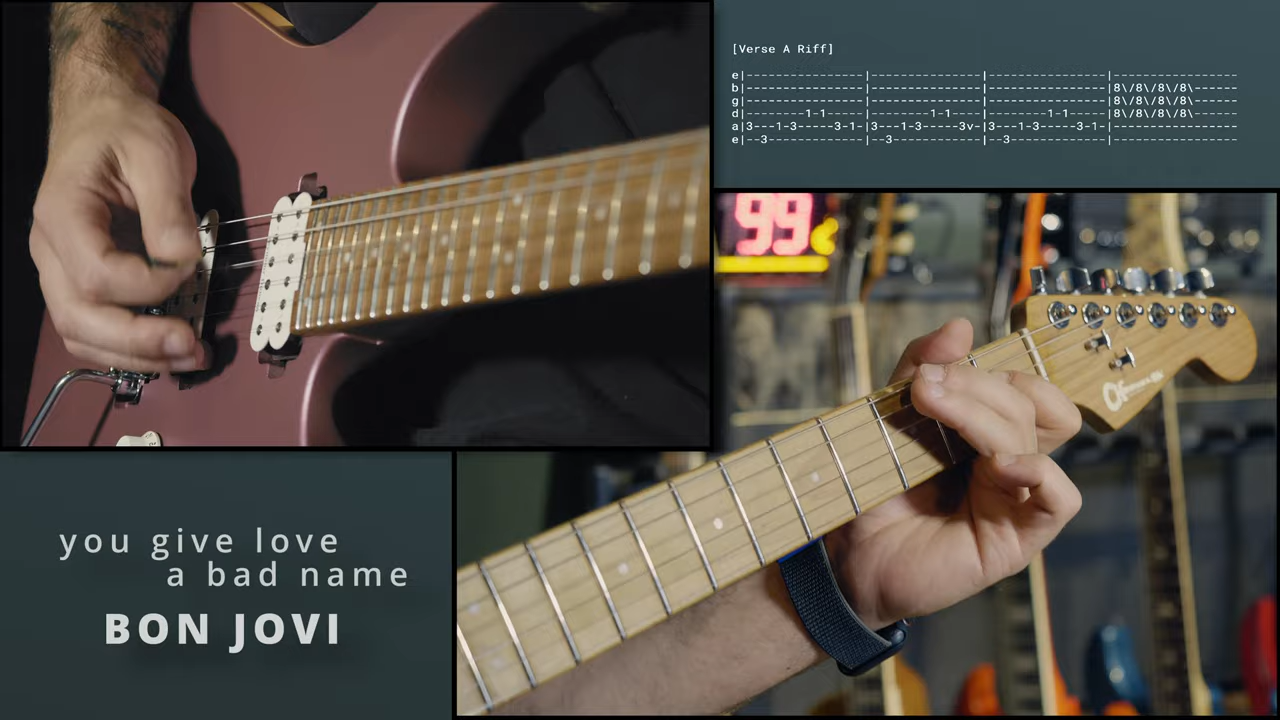 [Verse A Riff]
e|----------------|---------------|----------------|-----------------
b|----------------|---------------|----------------|8\/8\/8\/8\------
g|----------------|---------------|----------------|8\/8\/8\/8\------
d|--------1-1-----|--------1-1----|--------1-1-----|8\/8\/8\/8\------
a|3---1-3-----3-1-|3---1-3-----3v-|3---1-3-----3-1-|-----------------
e|--3-------------|--3------------|--3-------------|-----------------
99
you give love
a bad name
BON JOVI